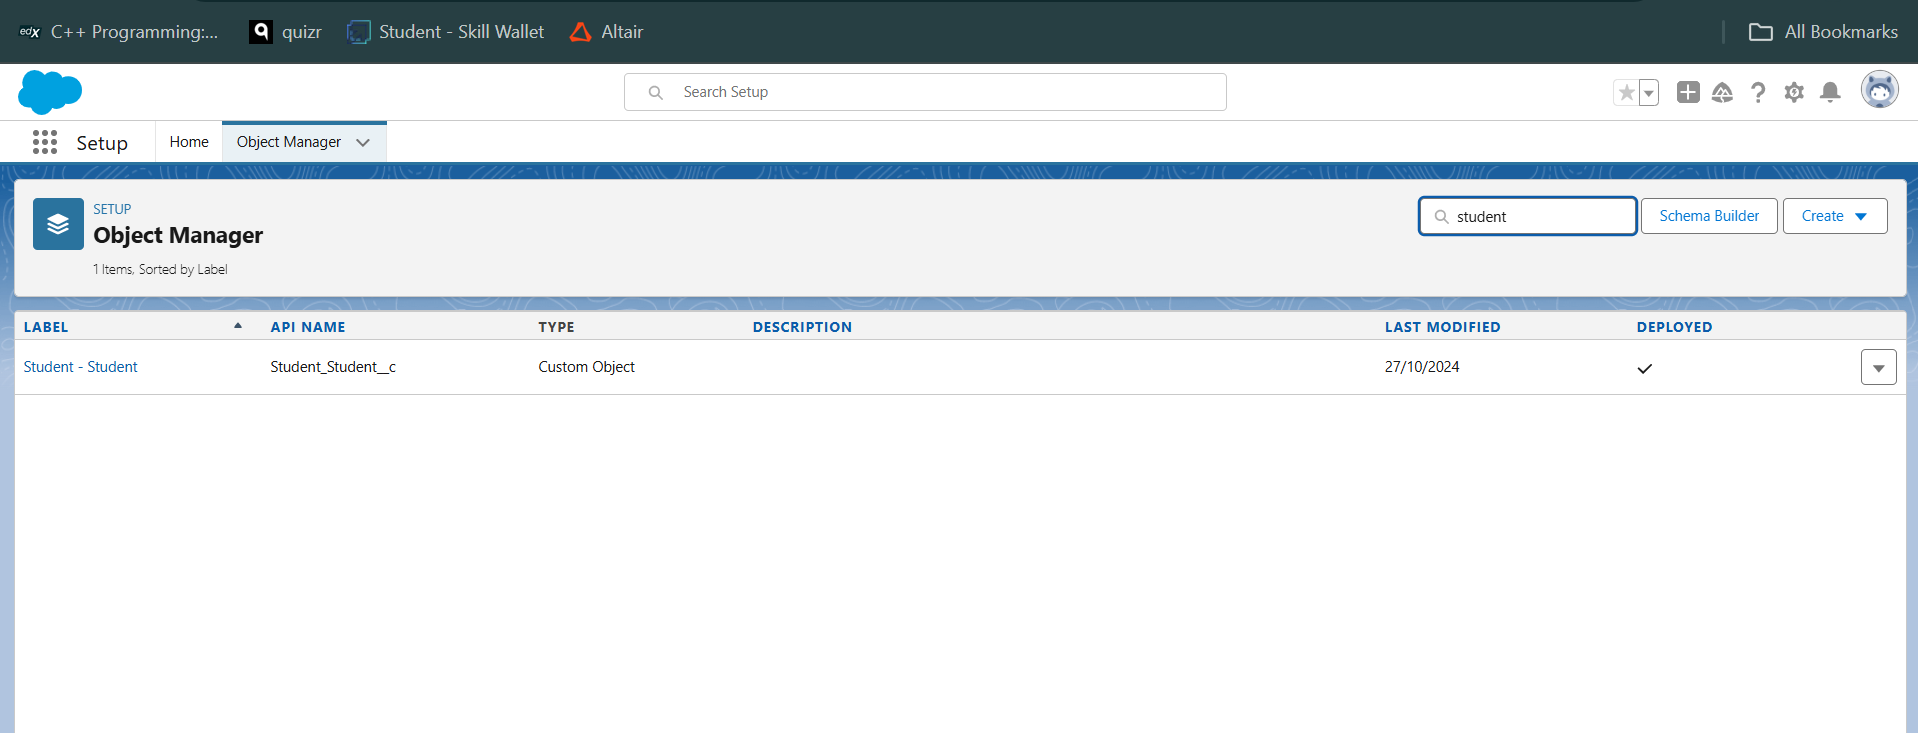 edX C++ Programming:... q quizr Student - Skill Wallet Altair All Bookmarks
Search Setup
Setup Home Object Manager
SETUP
Object Manager
1 Items, Sorted by Label
student Schema Builder Create
LABEL API NAME TYPE DESCRIPTION LAST MODIFIED DEPLOYED
Student - Student Student_Student__c Custom Object 27/10/2024